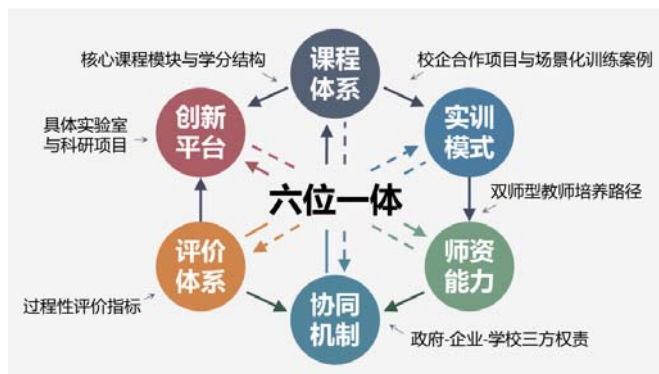 课程
体系
核心课程模块与学分结构
校企合作项目与场景化训练案例
创新
平台
具体实验室
与科研项目
实训
模式
六位一体
双师型教师培养路径
评价
体系
师资
能力
过程性评价指标
协同
机制
政府-企业-学校三方权责